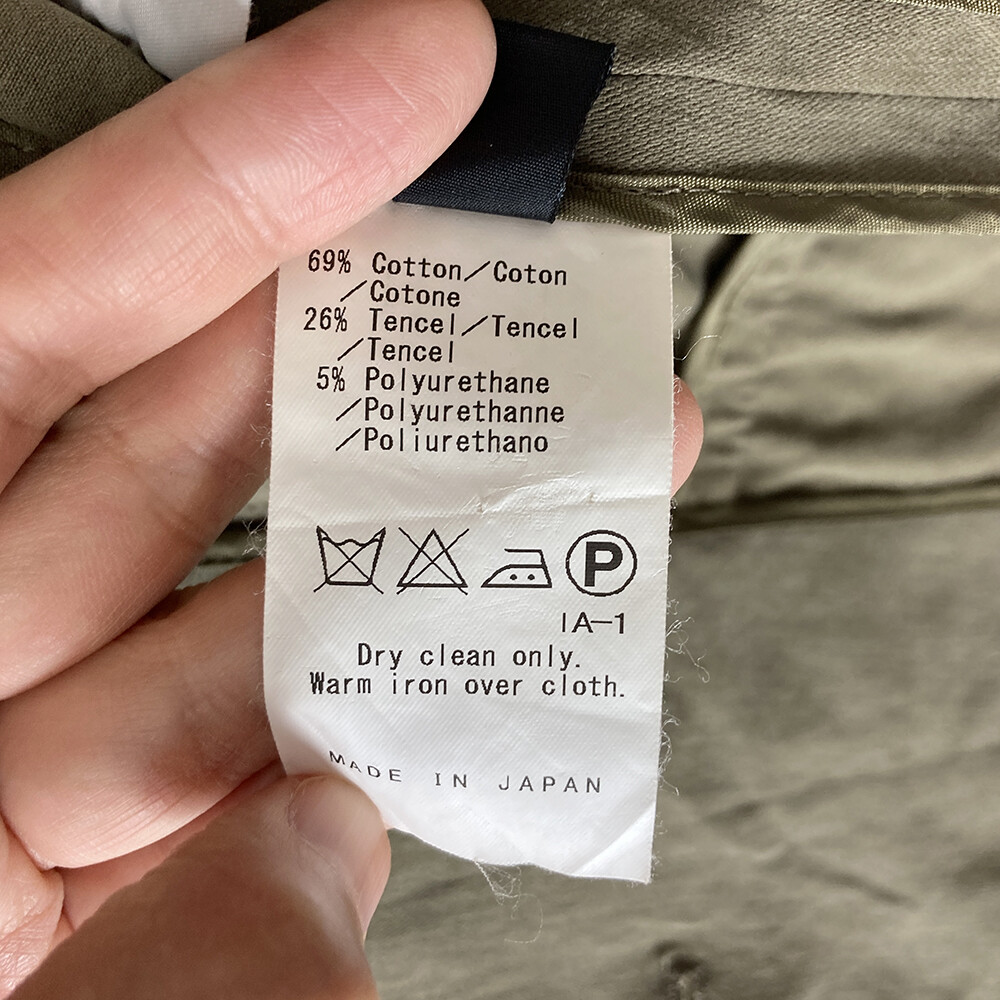 69% Cotton/Coton
/Cotone
26% Tencel/Tencel
/Tencel
5% Polyurethane
/Polyurethanne
/Poliurethano
P
IA-1
Dry clean only.
Warm iron over cloth.
MADE IN JAPAN